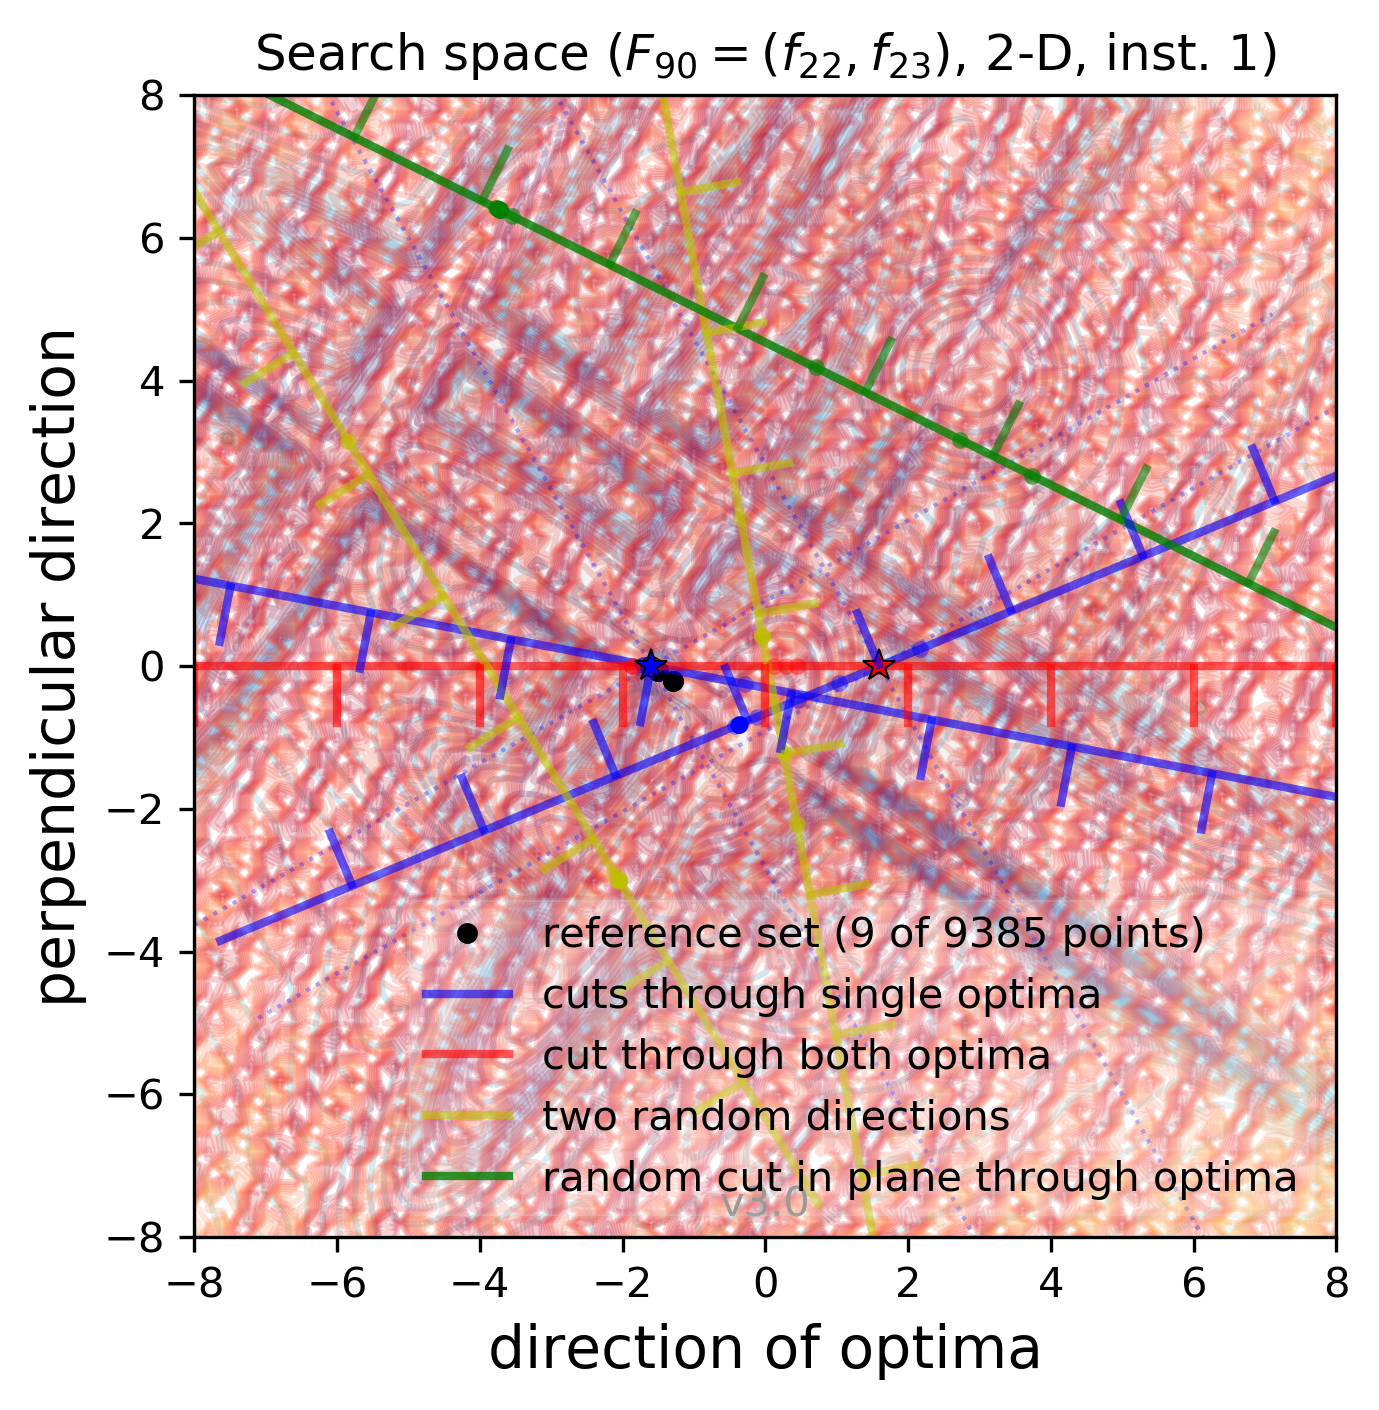 Search space (F90 = (f22, f23), 2-D, inst. 1)
8
6
4
2
0
−2
−4
−6
−8
perpendicular direction
reference set (9 of 9385 points)
cuts through single optima
cut through both optima
two random directions
random cut in plane through optima
v3.0
−8 −6 −4 −2 0 2 4 6 8
direction of optima